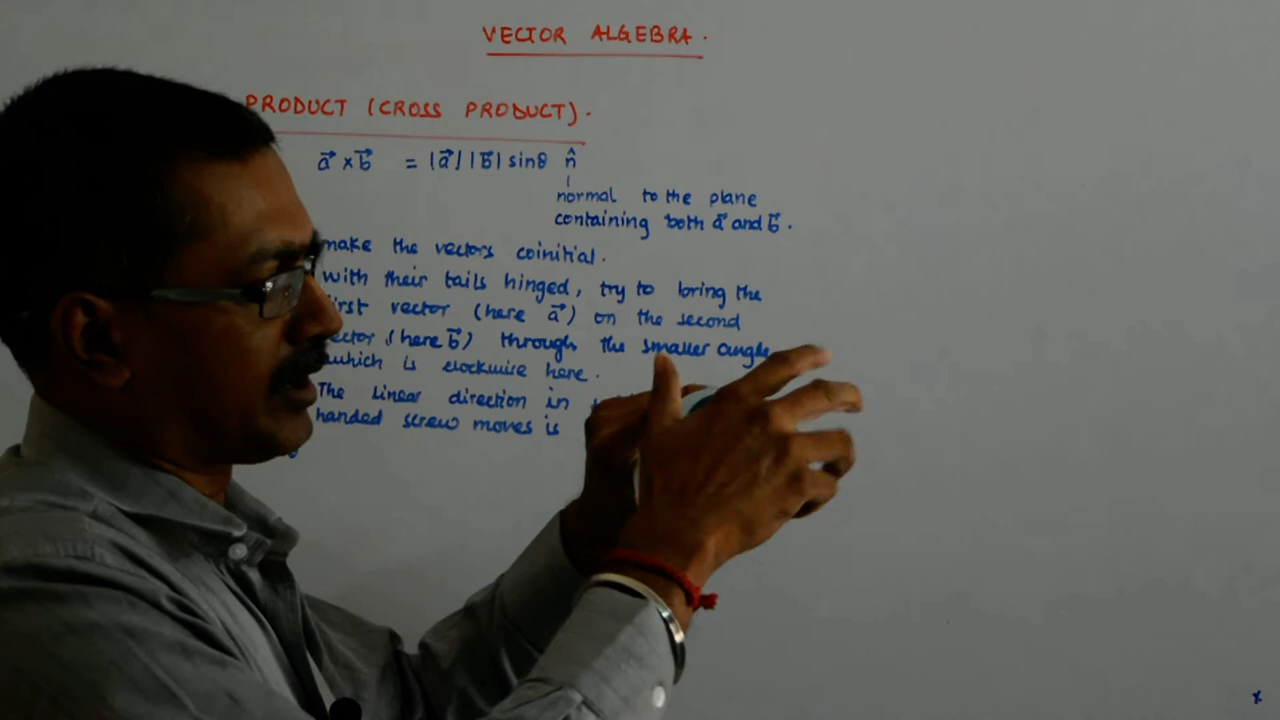 VECTOR ALGEBRA.
PRODUCT (CROSS PRODUCT).
a⃗ × b⃗ = |a⃗| |b⃗| sinθ n̂
normal to the plane
containing both a⃗ and b⃗.
make the vectors coinitial.
with their tails hinged, try to bring the
first vector (here a⃗) on the second
vector (here b⃗) through the smaller angle
which is clockwise here.
The linear direction in
handed screw moves is
x